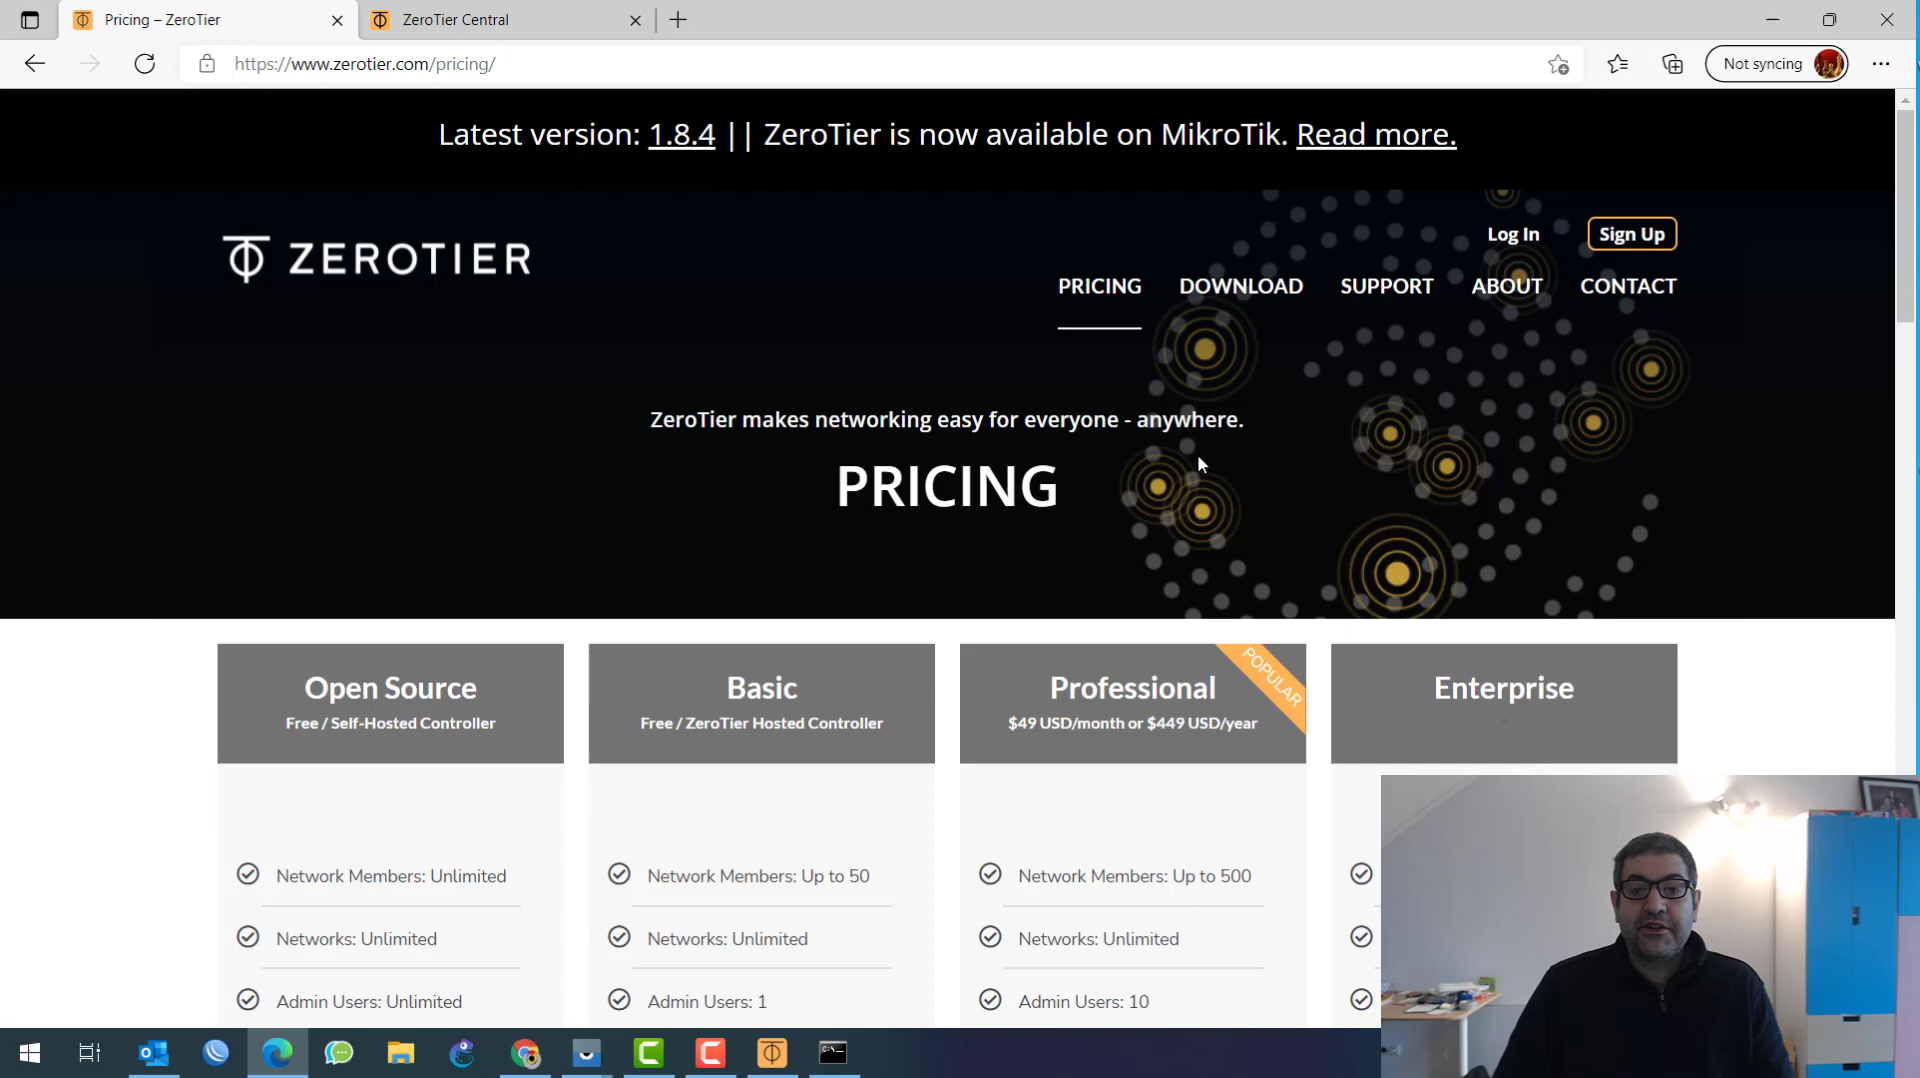 Pricing – ZeroTier
ZeroTier Central
https://www.zerotier.com/pricing/
Not syncing
Latest version: 1.8.4 || ZeroTier is now available on MikroTik. Read more.
ZEROTIER
Log In
Sign Up
PRICING
DOWNLOAD
SUPPORT
ABOUT
CONTACT
ZeroTier makes networking easy for everyone - anywhere.
PRICING
Open Source
Free / Self-Hosted Controller
Network Members: Unlimited
Networks: Unlimited
Admin Users: Unlimited
Basic
Free / ZeroTier Hosted Controller
Network Members: Up to 50
Networks: Unlimited
Admin Users: 1
POPULAR
Professional
$49 USD/month or $449 USD/year
Network Members: Up to 500
Networks: Unlimited
Admin Users: 10
Enterprise